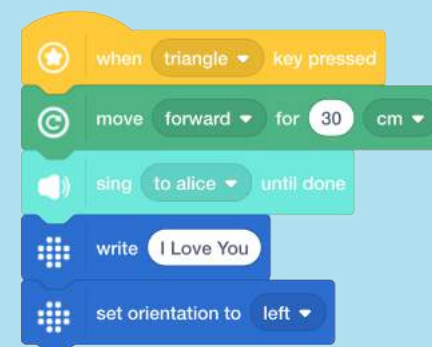 when triangle key pressed
move forward for 30 cm
sing to alice until done
write I Love You
set orientation to left